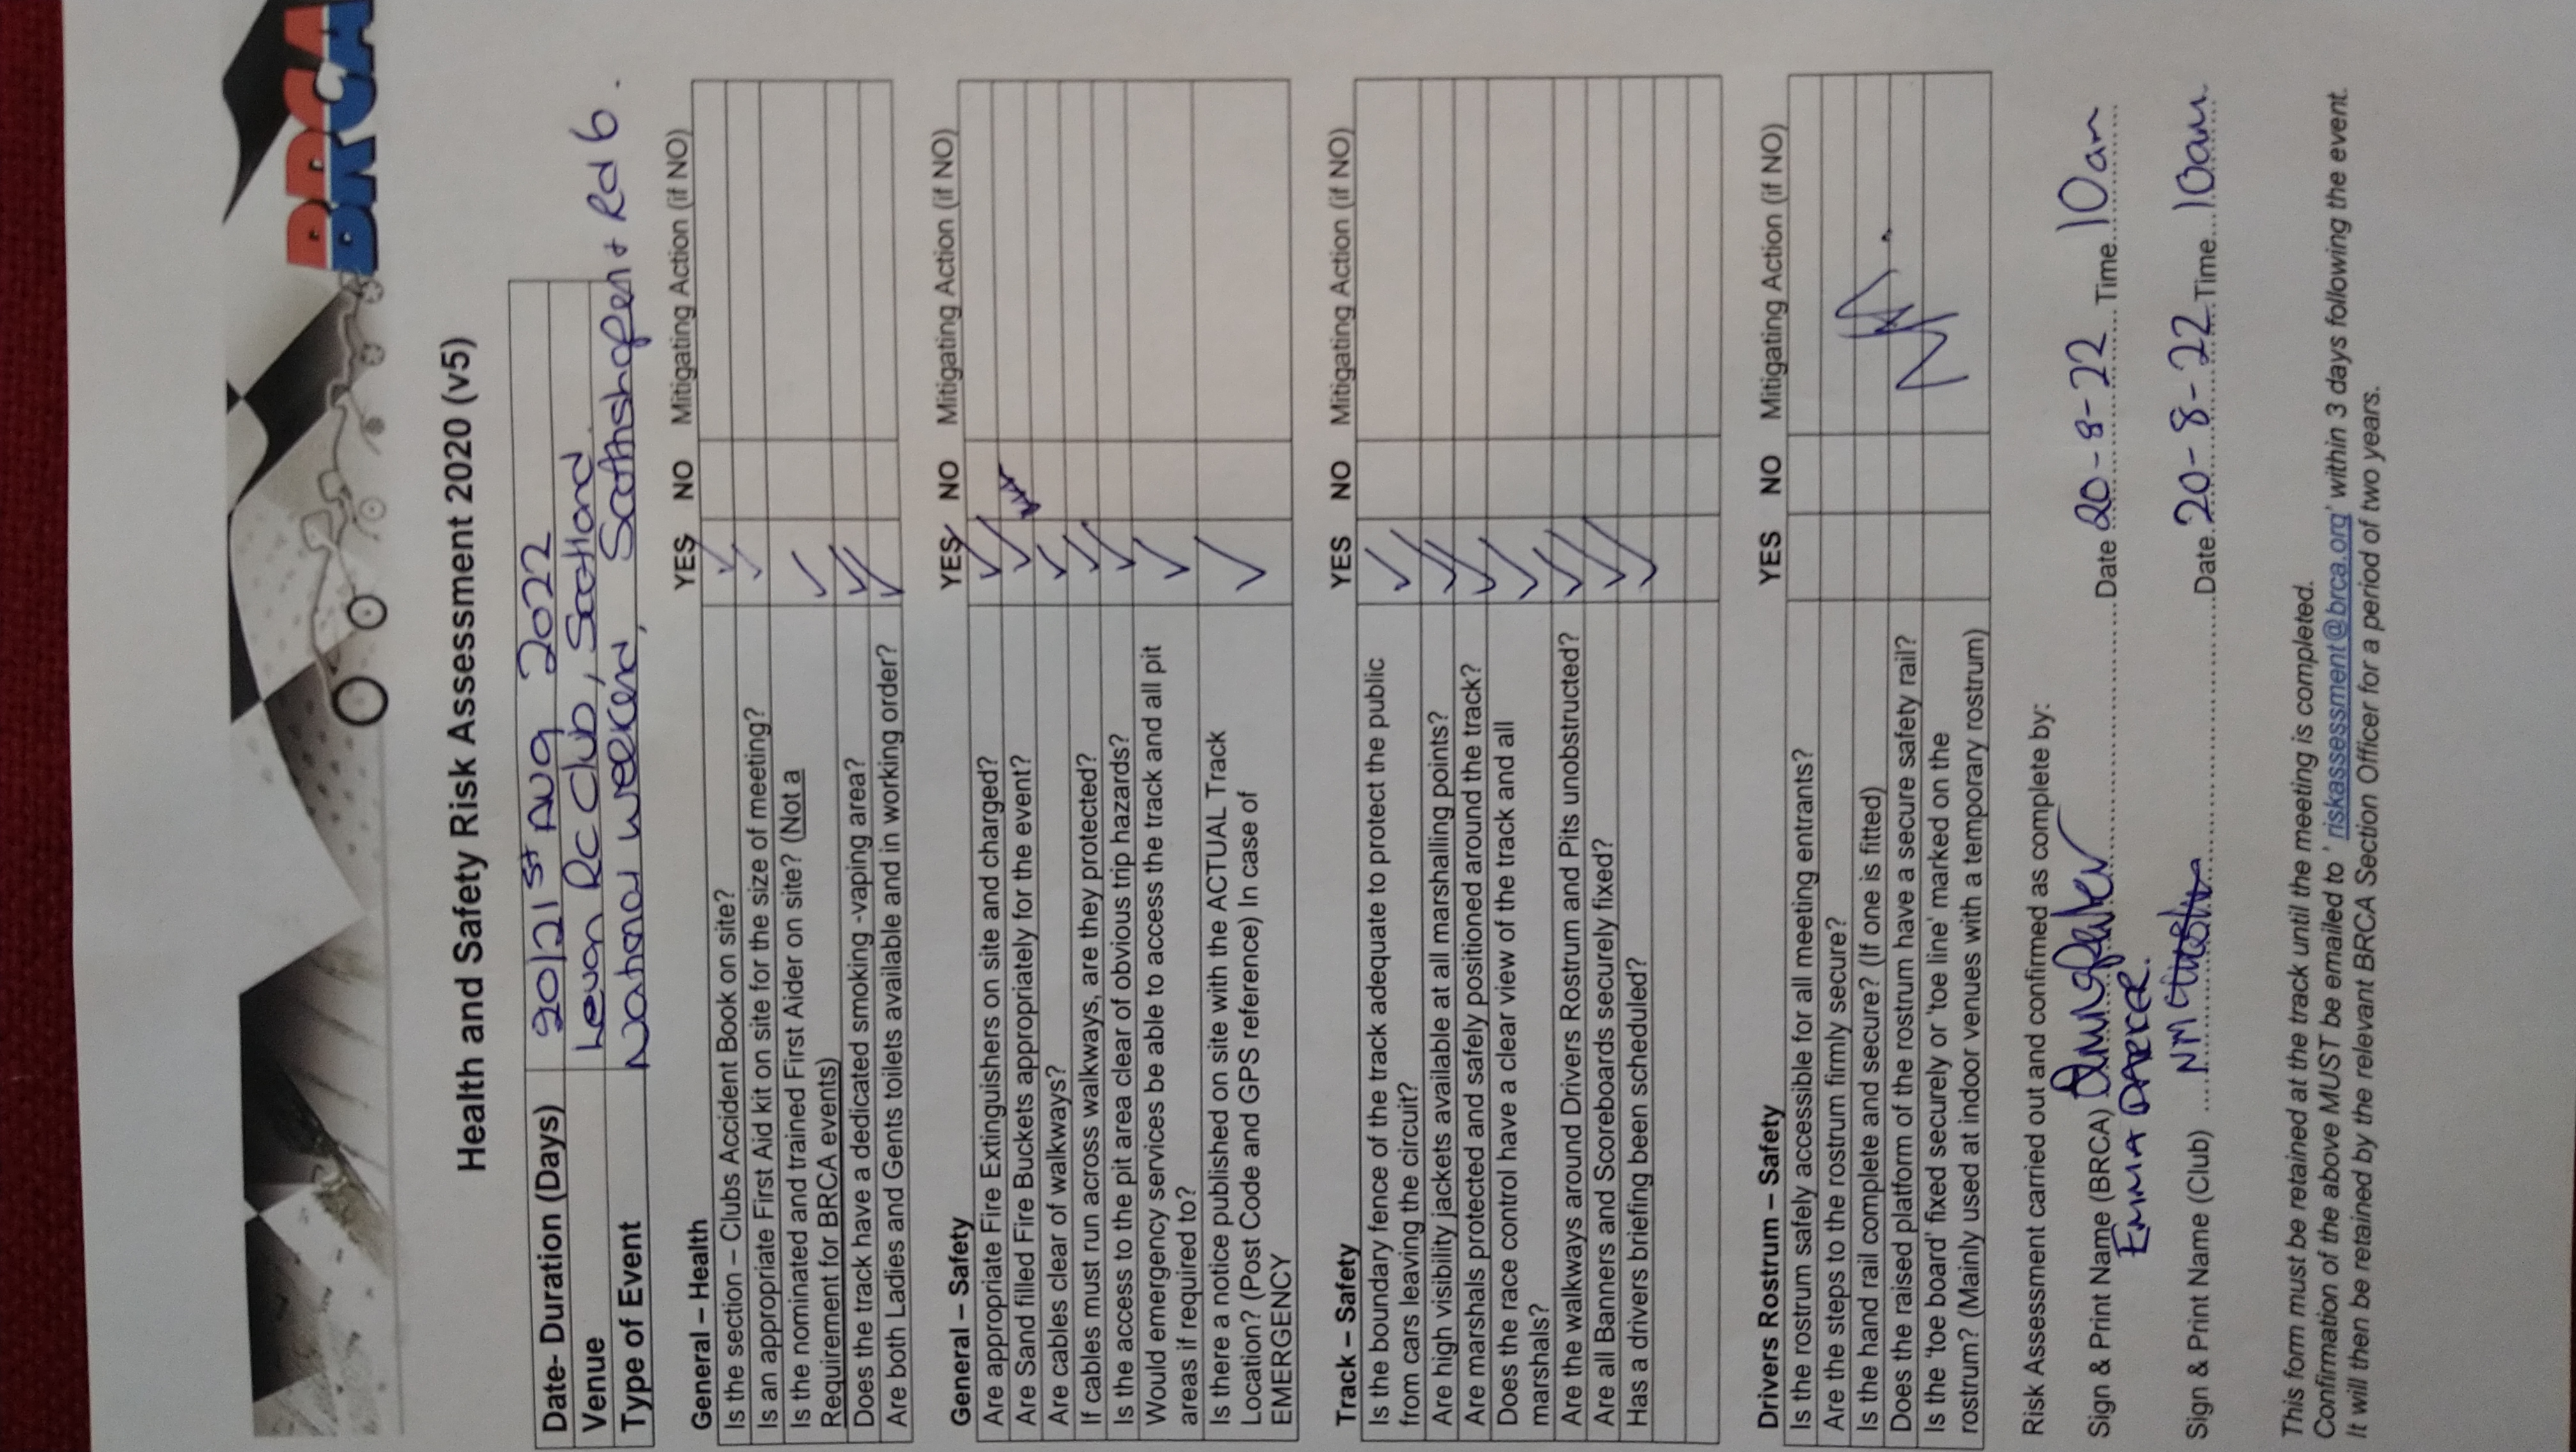 BRCA
Health and Safety Risk Assessment 2020 (v5)
Date- Duration (Days) 20/21st AUG 2022
Venue Levan RC Club, Scotland
Type of Event National weekend, Scothshopen + Rd 6.
General – Health YES NO Mitigating Action (if NO)
Is the section – Clubs Accident Book on site? ✓
Is an appropriate First Aid kit on site for the size of meeting? ✓
Is the nominated and trained First Aider on site? (Not a
Requirement for BRCA events) ✓
Does the track have a dedicated smoking -vaping area? ✓
Are both Ladies and Gents toilets available and in working order? ✓
General – Safety YES NO Mitigating Action (if NO)
Are appropriate Fire Extinguishers on site and charged? ✓
Are Sand filled Fire Buckets appropriately for the event? ✓
Are cables clear of walkways? ✓
If cables must run across walkways, are they protected? ✓
Is the access to the pit area clear of obvious trip hazards? ✓
Would emergency services be able to access the track and all pit
areas if required to? ✓
Is there a notice published on site with the ACTUAL Track
Location? (Post Code and GPS reference) In case of
EMERGENCY ✓
Track – Safety YES NO Mitigating Action (if NO)
Is the boundary fence of the track adequate to protect the public
from cars leaving the circuit? ✓
Are high visibility jackets available at all marshalling points? ✓
Are marshals protected and safely positioned around the track? ✓
Does the race control have a clear view of the track and all
marshals? ✓
Are the walkways around Drivers Rostrum and Pits unobstructed? ✓
Are all Banners and Scoreboards securely fixed? ✓
Has a drivers briefing been scheduled? ✓
Drivers Rostrum – Safety YES NO Mitigating Action (if NO)
Is the rostrum safely accessible for all meeting entrants?
Are the steps to the rostrum firmly secure?
Is the hand rail complete and secure? (If one is fitted)
Does the raised platform of the rostrum have a secure safety rail? N/A.
Is the 'toe board' fixed securely or 'toe line' marked on the
rostrum? (Mainly used at indoor venues with a temporary rostrum)
Risk Assessment carried out and confirmed as complete by:
Sign & Print Name (BRCA) Date 20-8-22 Time 10am
EMMA PARKER.
Sign & Print Name (Club) Date 20-8-22 Time 10am
This form must be retained at the track until the meeting is completed.
Confirmation of the above MUST be emailed to 'riskassessment@brca.org' within 3 days following the event.
It will then be retained by the relevant BRCA Section Officer for a period of two years.